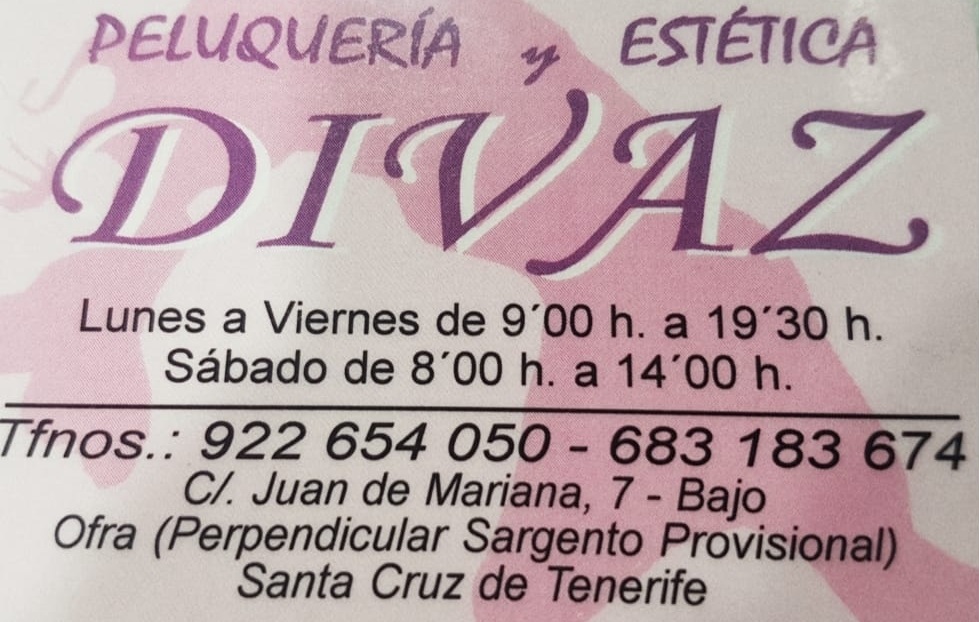 PELUQUERÍA y ESTÉTICA
DIVAZ
Lunes a Viernes de 9´00 h. a 19´30 h.
Sábado de 8´00 h. a 14´00 h.
Tfnos.: 922 654 050 - 683 183 674
C/. Juan de Mariana, 7 - Bajo
Ofra (Perpendicular Sargento Provisional)
Santa Cruz de Tenerife